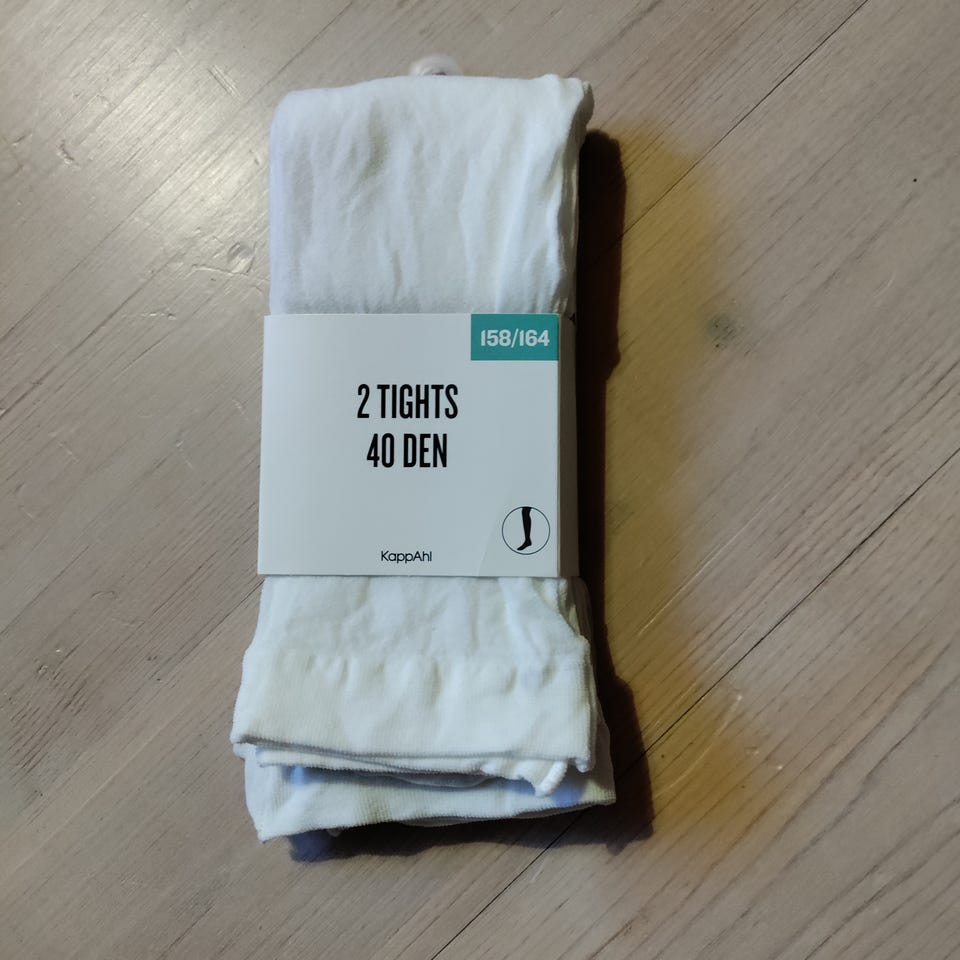 158/164
2 TIGHTS
40 DEN
KappAhl